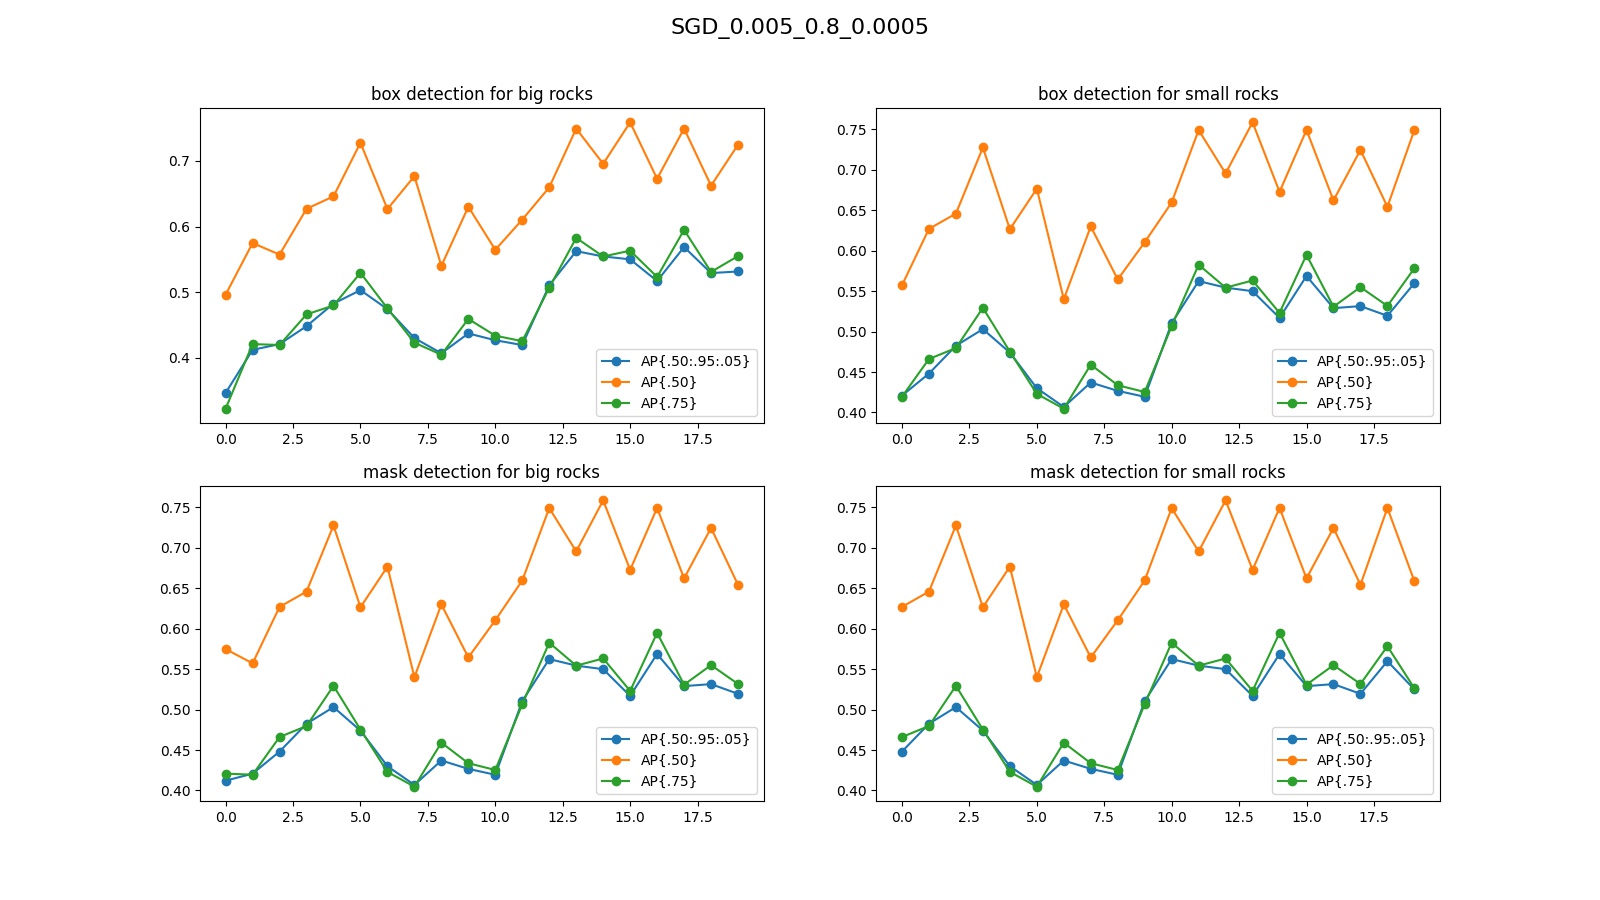 SGD_0.005_0.8_0.0005
box detection for big rocks
0.7
0.6
0.5
0.4
AP{.50:.95:.05}
AP{.50}
AP{.75}
0.0 2.5 5.0 7.5 10.0 12.5 15.0 17.5
box detection for small rocks
0.75
0.70
0.65
0.60
0.55
0.50
0.45
0.40
AP{.50:.95:.05}
AP{.50}
AP{.75}
0.0 2.5 5.0 7.5 10.0 12.5 15.0 17.5
mask detection for big rocks
0.75
0.70
0.65
0.60
0.55
0.50
0.45
0.40
AP{.50:.95:.05}
AP{.50}
AP{.75}
0.0 2.5 5.0 7.5 10.0 12.5 15.0 17.5
mask detection for small rocks
0.75
0.70
0.65
0.60
0.55
0.50
0.45
0.40
AP{.50:.95:.05}
AP{.50}
AP{.75}
0.0 2.5 5.0 7.5 10.0 12.5 15.0 17.5